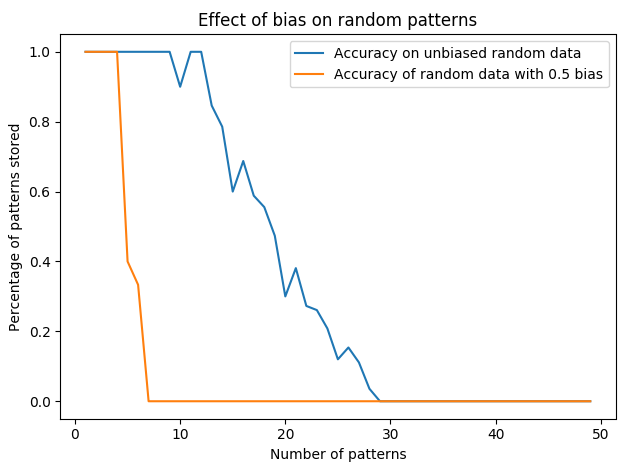 Effect of bias on random patterns
Accuracy on unbiased random data
Accuracy of random data with 0.5 bias
Percentage of patterns stored
1.0
0.8
0.6
0.4
0.2
0.0
0 10 20 30 40 50
Number of patterns